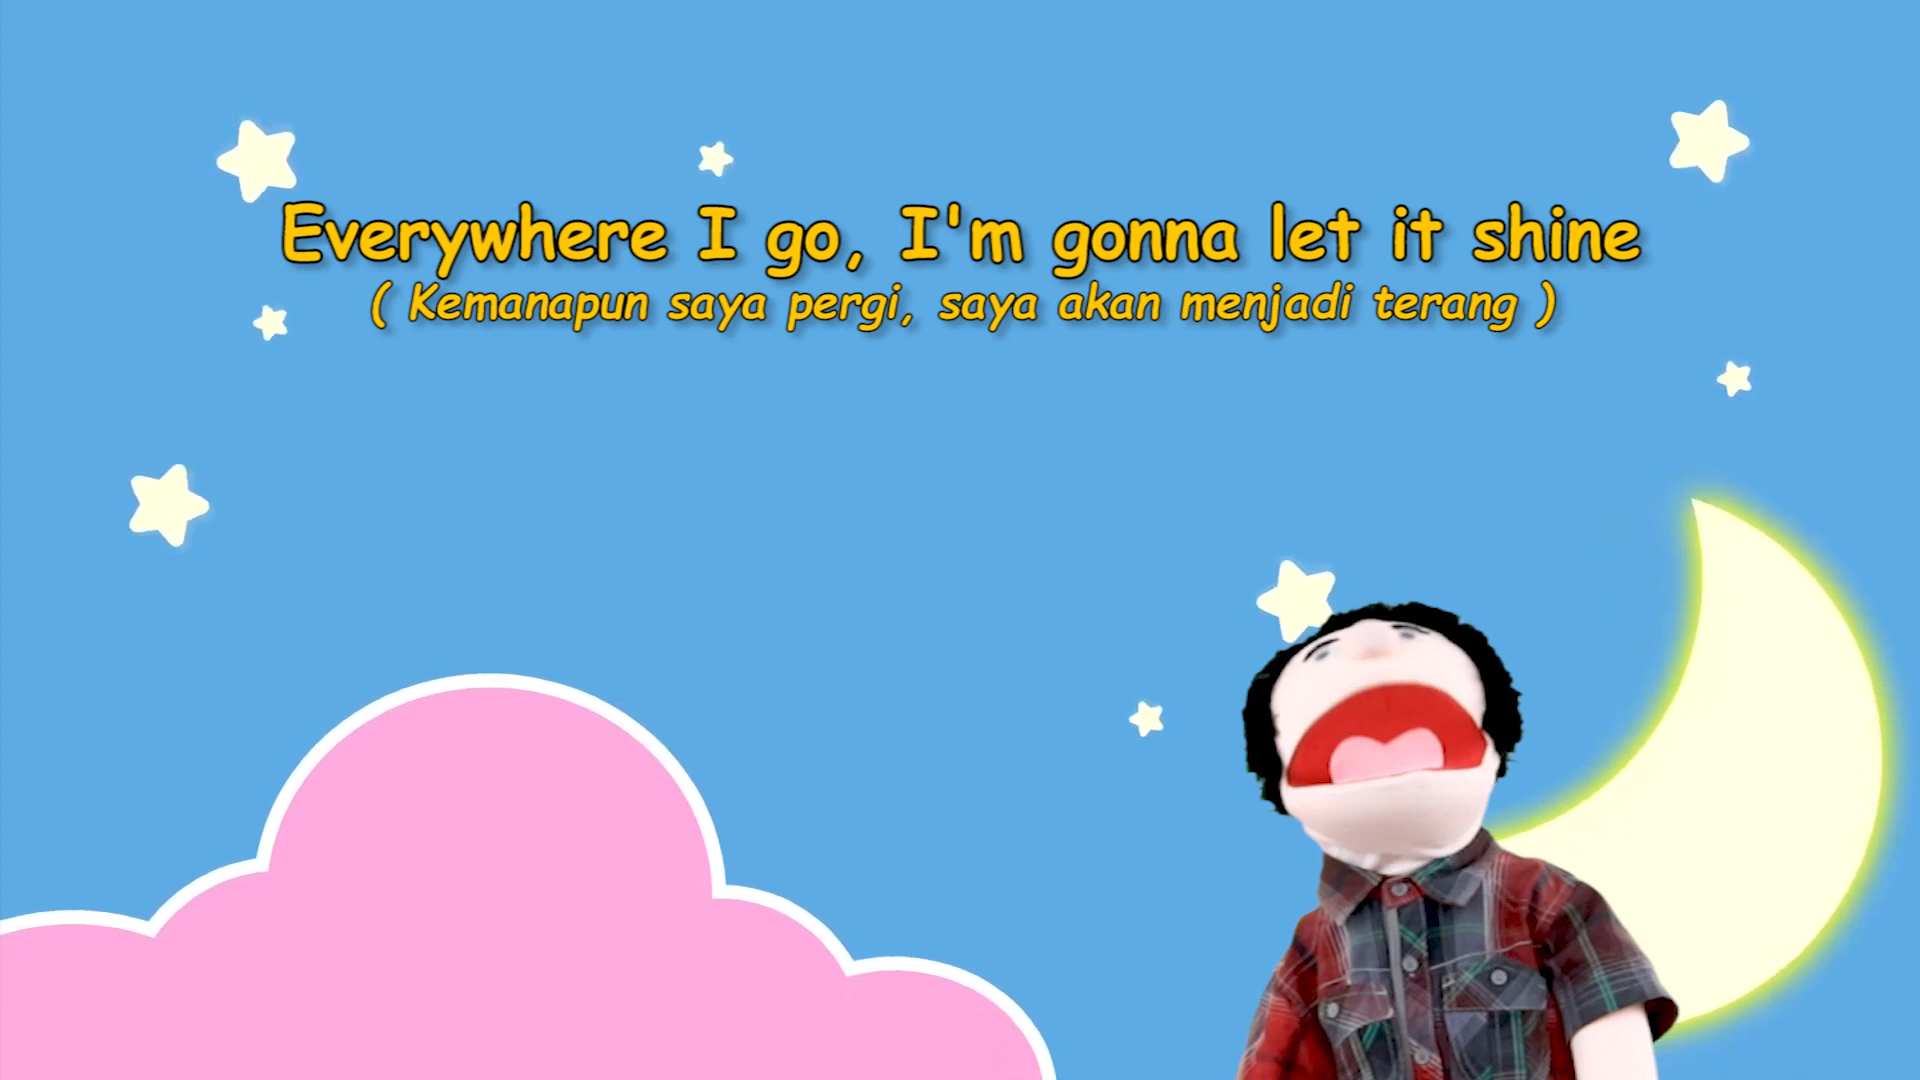 Everywhere I go, I'm gonna let it shine
( Kemanapun saya pergi, saya akan menjadi terang )